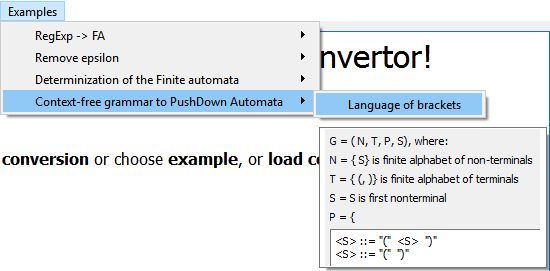 Examples
RegExp -> FA
Remove epsilon
Determinization of the Finite automata
Context-free grammar to PushDown Automata
nvertor!
Language of brackets
conversion or choose example, or load co
G = ( N, T, P, S), where:
N = { S} is finite alphabet of non-terminals
T = { (, )} is finite alphabet of terminals
S = S is first nonterminal
P = {
<S> ::= "(" <S> ")"
<S> ::= "(" ")"